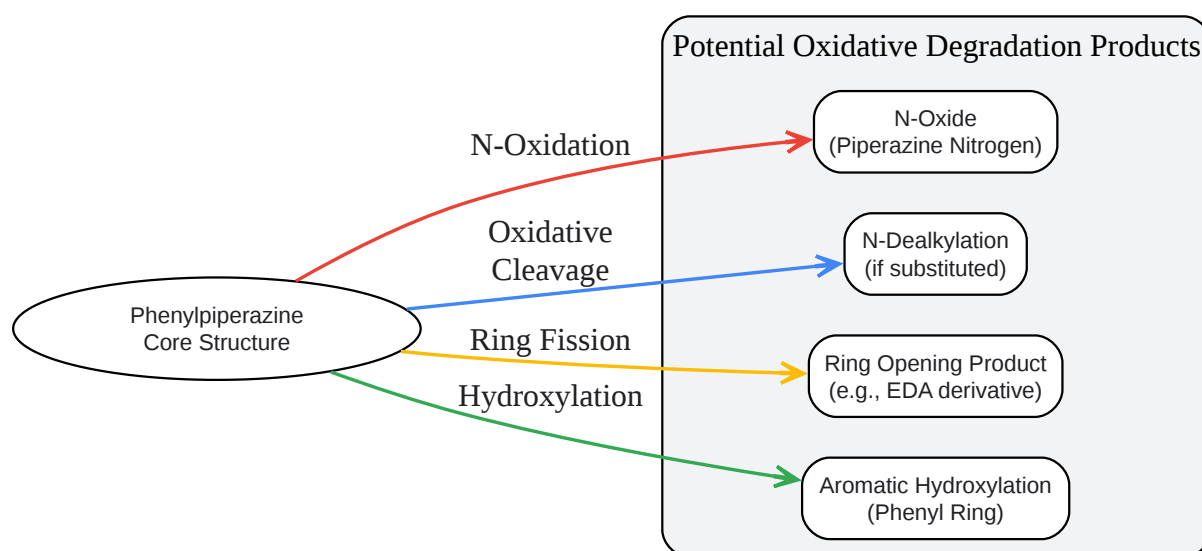 Potential Oxidative Degradation Products
N-Oxidation
N-Oxide
(Piperazine Nitrogen)
Oxidative
Cleavage
N-Dealkylation
(if substituted)
Phenylpiperazine
Core Structure
Ring Fission
Ring Opening Product
(e.g., EDA derivative)
Hydroxylation
Aromatic Hydroxylation
(Phenyl Ring)